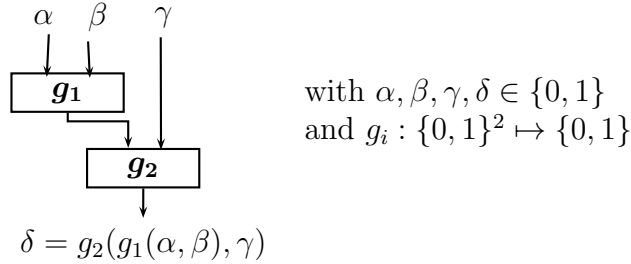 α β γ
g₁
with α, β, γ, δ ∈ {0, 1}
and gᵢ : {0, 1}² ↦ {0, 1}
g₂
δ = g₂(g₁(α, β), γ)